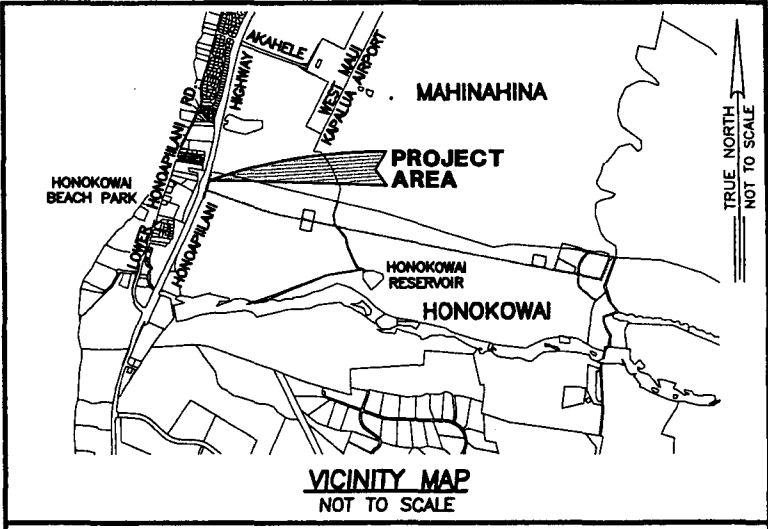 AKAHELE
WEST MAUI
KAPALUA AIRPORT
MAHINAHINA
HIGHWAY
HONOAPIILANI
LOWER HONOAPIILANI RD.
PROJECT
AREA
HONOKOWAI
BEACH PARK
HONOKOWAI
RESERVOIR
HONOKOWAI
TRUE NORTH
NOT TO SCALE
VICINITY MAP
NOT TO SCALE